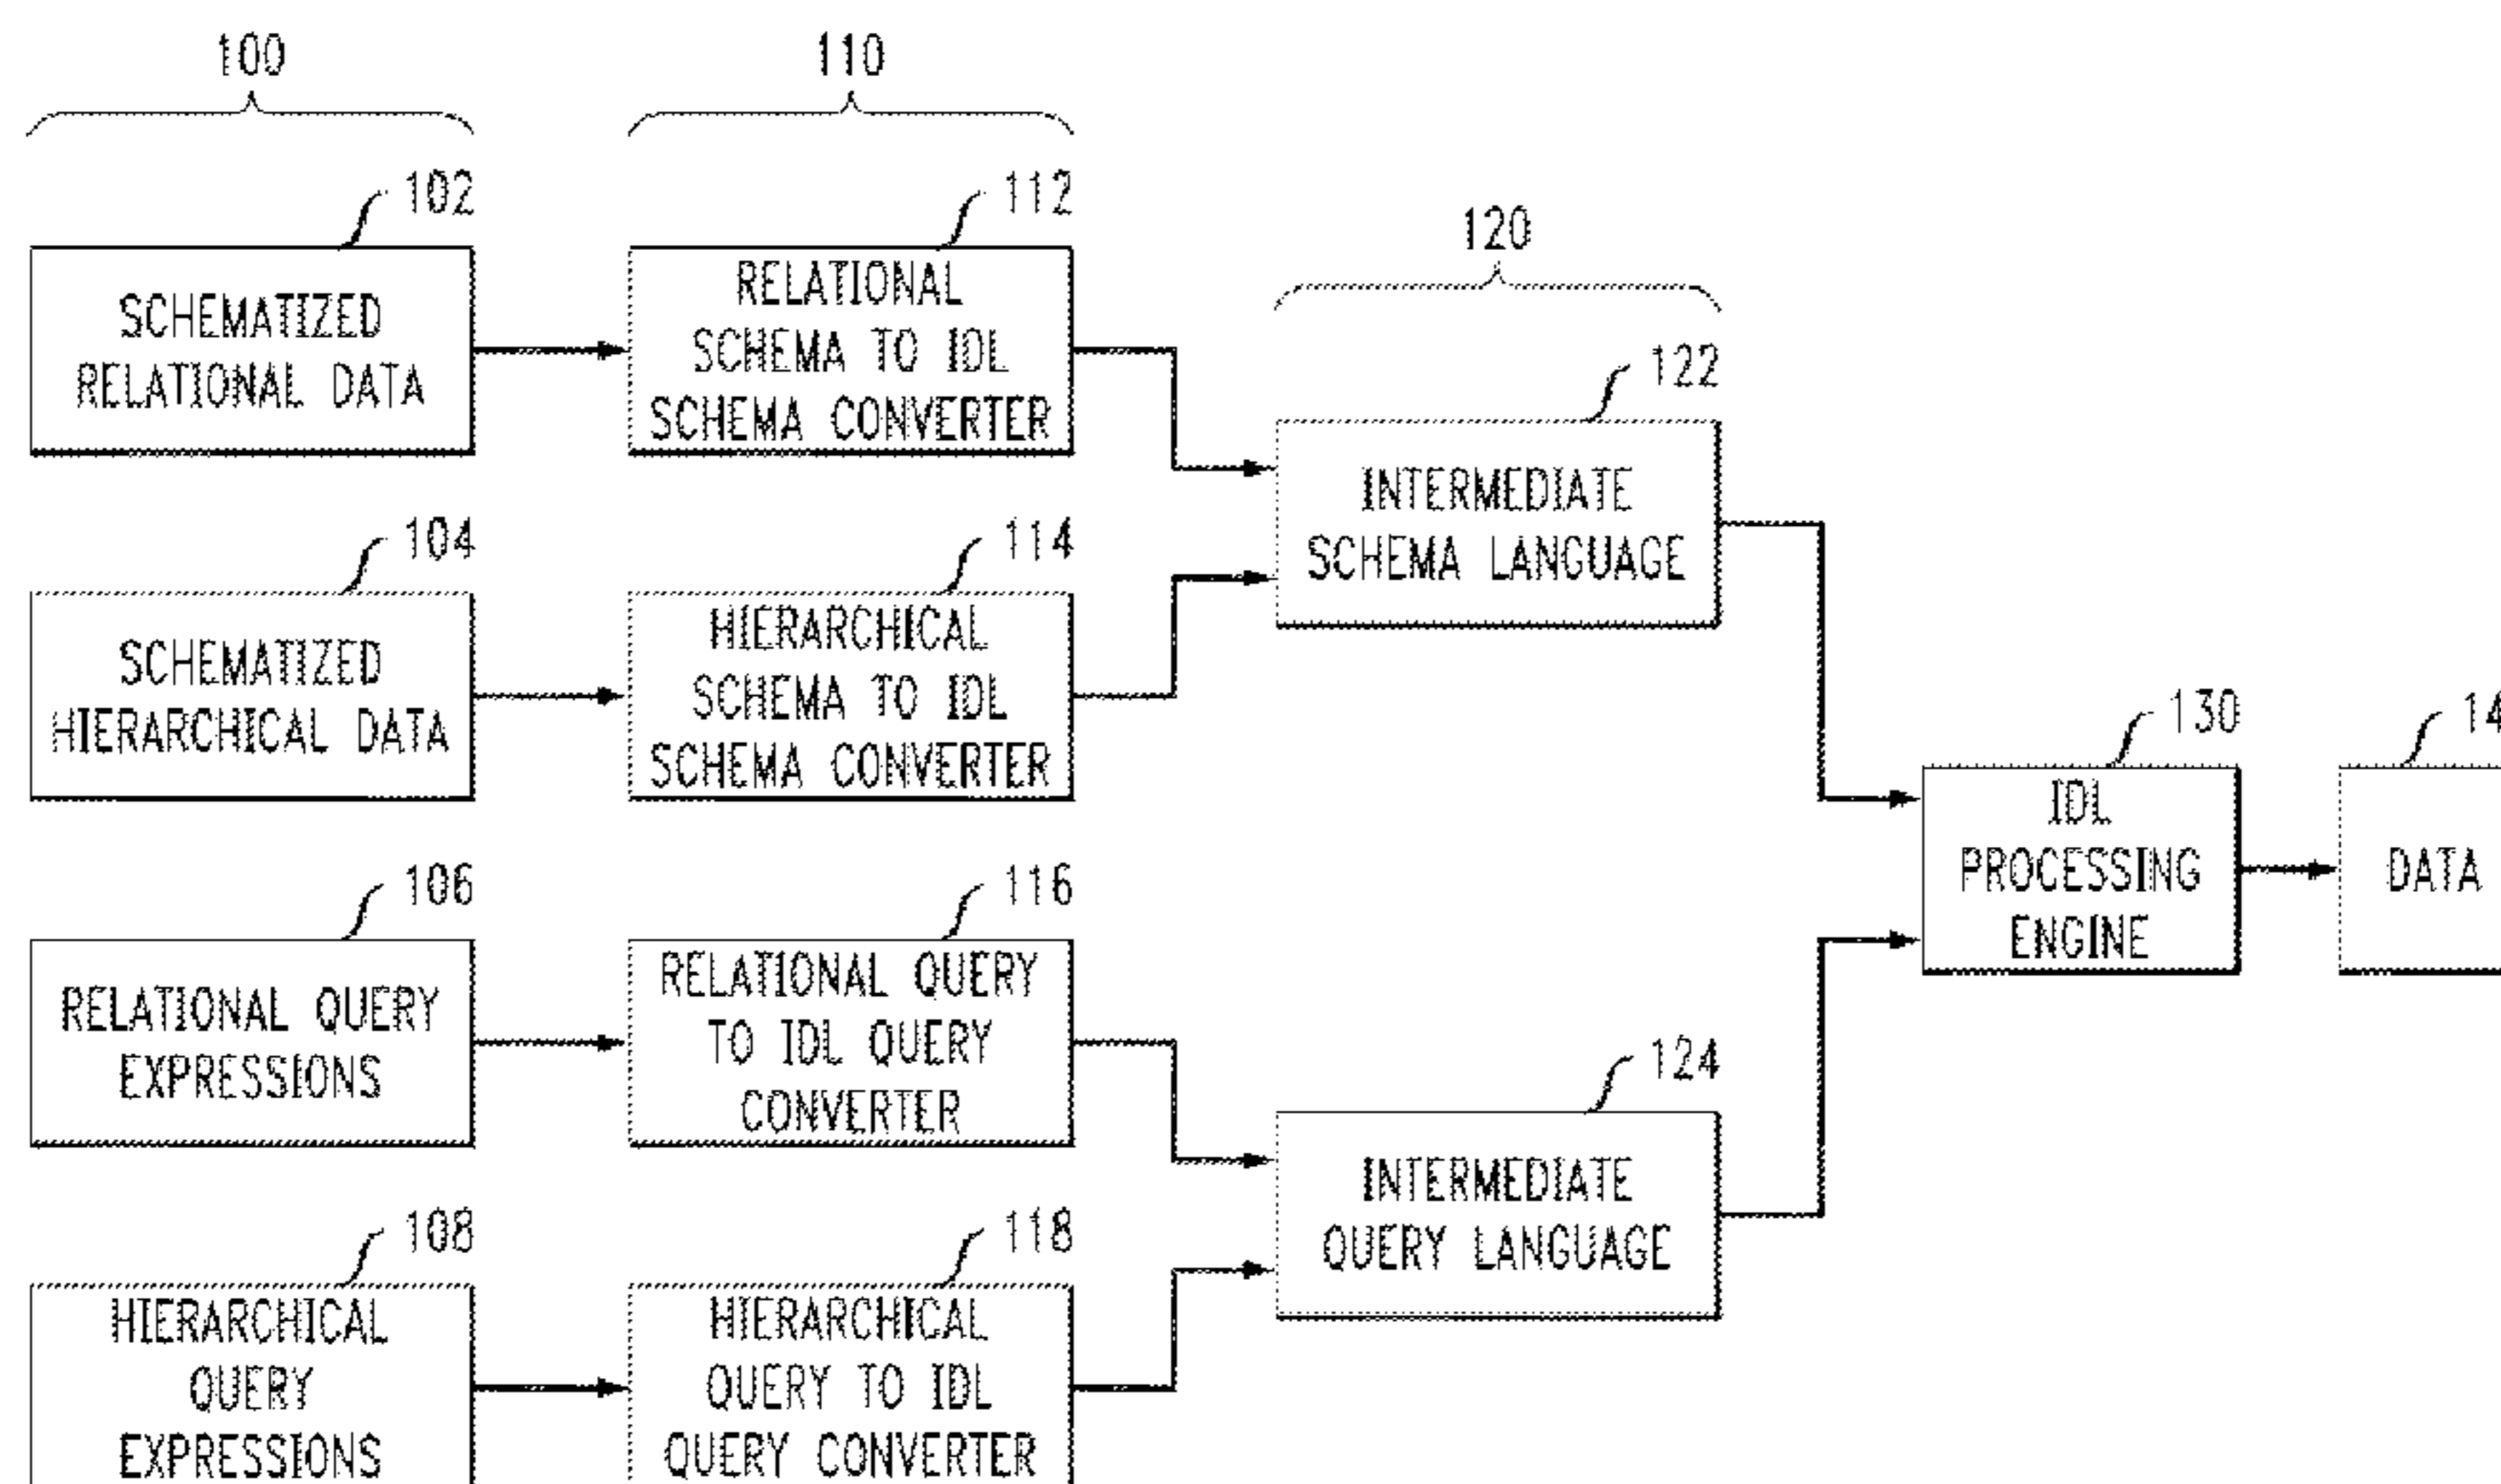 100
110
102
112
120
SCHEMATIZED
RELATIONAL DATA
RELATIONAL
SCHEMA TO IDL
SCHEMA CONVERTER
122
INTERMEDIATE
SCHEMA LANGUAGE
104
114
SCHEMATIZED
HIERARCHICAL DATA
HIERARCHICAL
SCHEMA TO IDL
SCHEMA CONVERTER
130
14
IDL
PROCESSING
ENGINE
DATA
106
116
RELATIONAL QUERY
EXPRESSIONS
RELATIONAL QUERY
TO IDL QUERY
CONVERTER
124
INTERMEDIATE
QUERY LANGUAGE
108
118
HIERARCHICAL
QUERY
EXPRESSIONS
HIERARCHICAL
QUERY TO IDL
QUERY CONVERTER